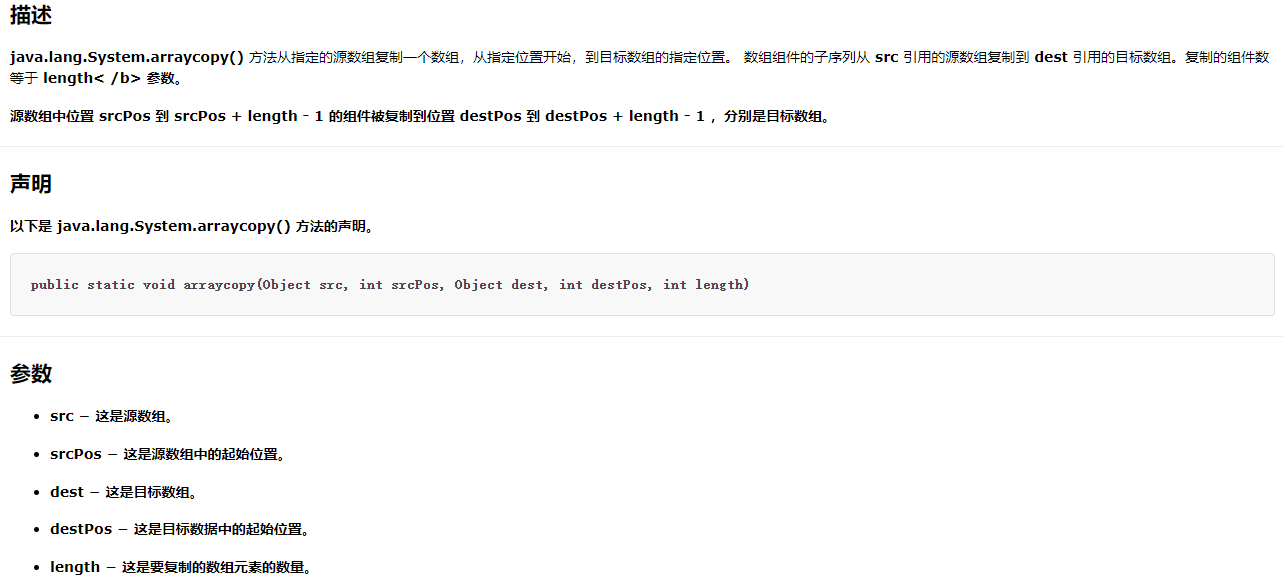 描述
java.lang.System.arraycopy() 方法从指定的源数组复制一个数组，从指定位置开始，到目标数组的指定位置。 数组组件的子序列从 src 引用的源数组复制到 dest 引用的目标数组。复制的组件数
等于 length< /b> 参数。
源数组中位置 srcPos 到 srcPos + length - 1 的组件被复制到位置 destPos 到 destPos + length - 1 ，分别是目标数组。
声明
以下是 java.lang.System.arraycopy() 方法的声明。
public static void arraycopy(Object src, int srcPos, Object dest, int destPos, int length)
参数
• src − 这是源数组。
• srcPos − 这是源数组中的起始位置。
• dest − 这是目标数组。
• destPos − 这是目标数据中的起始位置。
• length − 这是要复制的数组元素的数量。